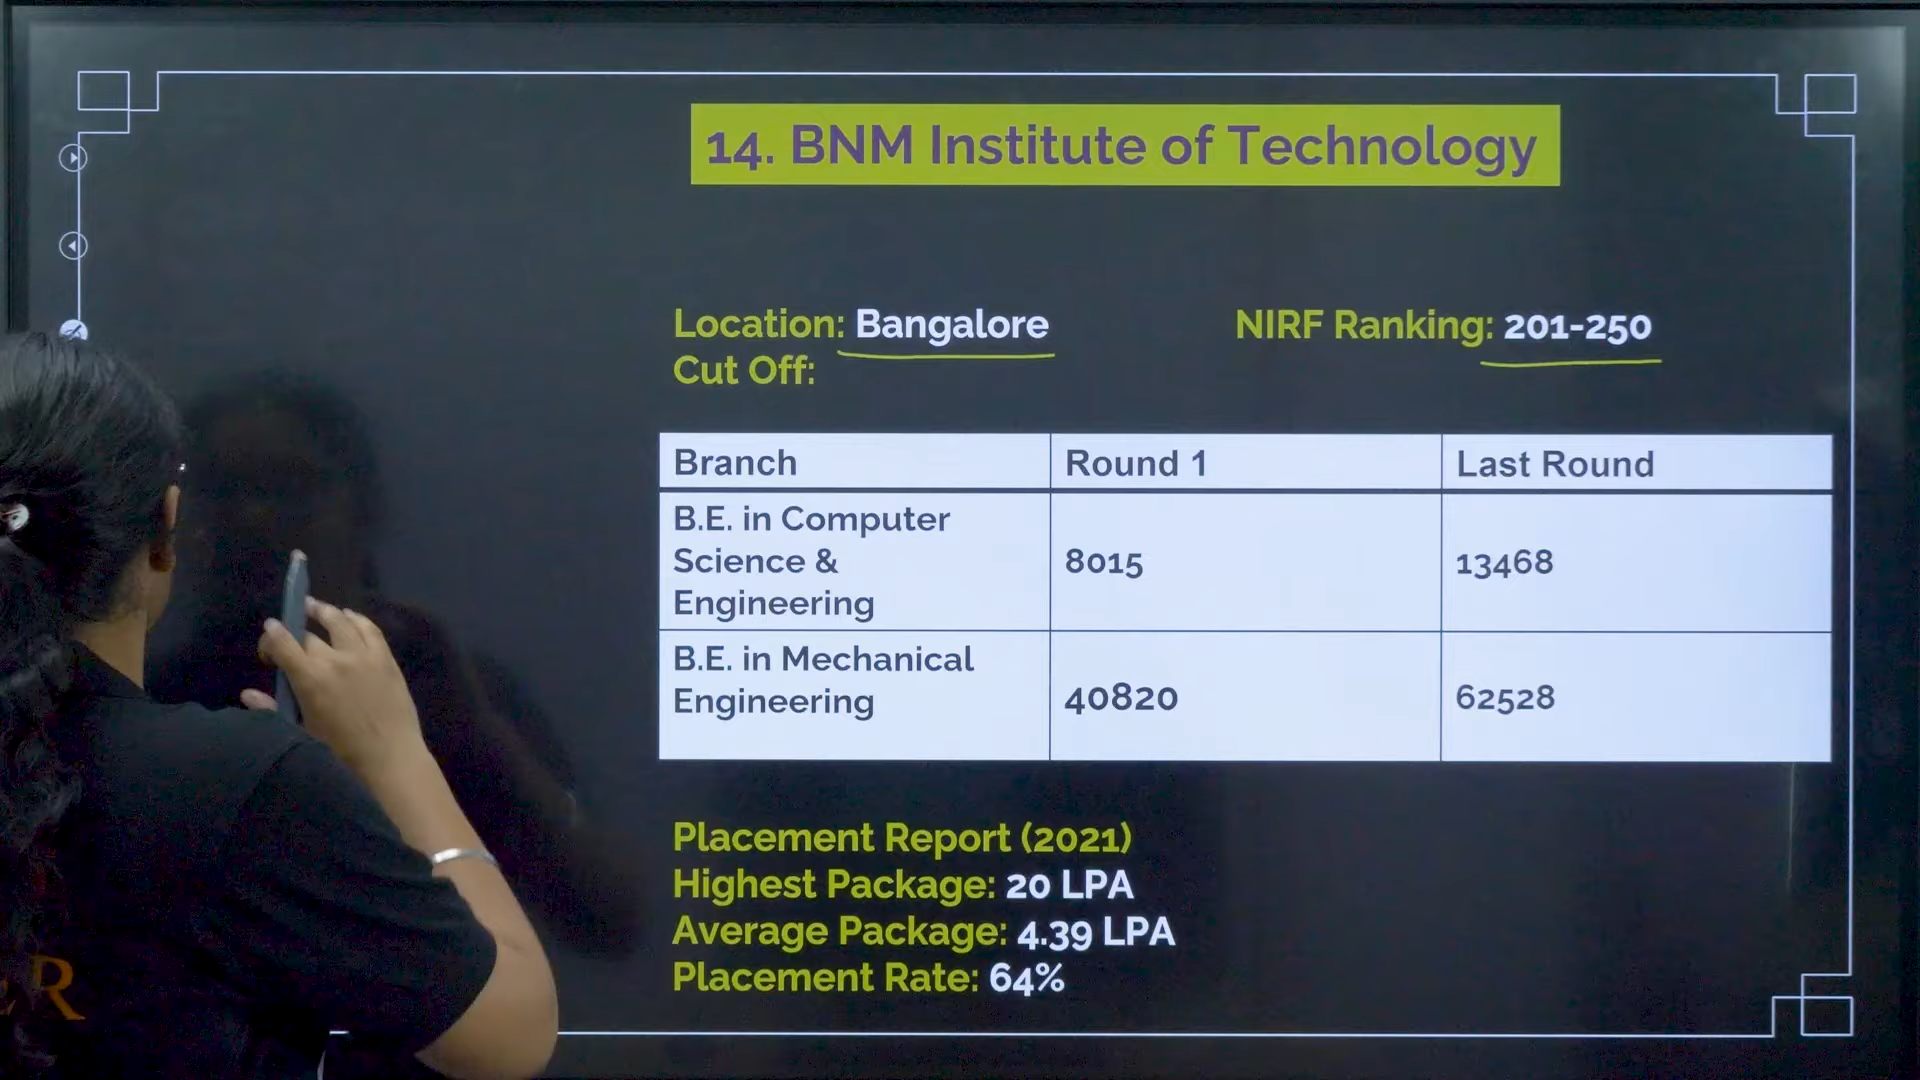 14. BNM Institute of Technology
Location: Bangalore
NIRF Ranking: 201-250
Cut Off:
Branch
Round 1
Last Round
B.E. in Computer
Science &
Engineering
8015
13468
B.E. in Mechanical
Engineering
40820
62528
Placement Report (2021)
Highest Package: 20 LPA
Average Package: 4.39 LPA
Placement Rate: 64%